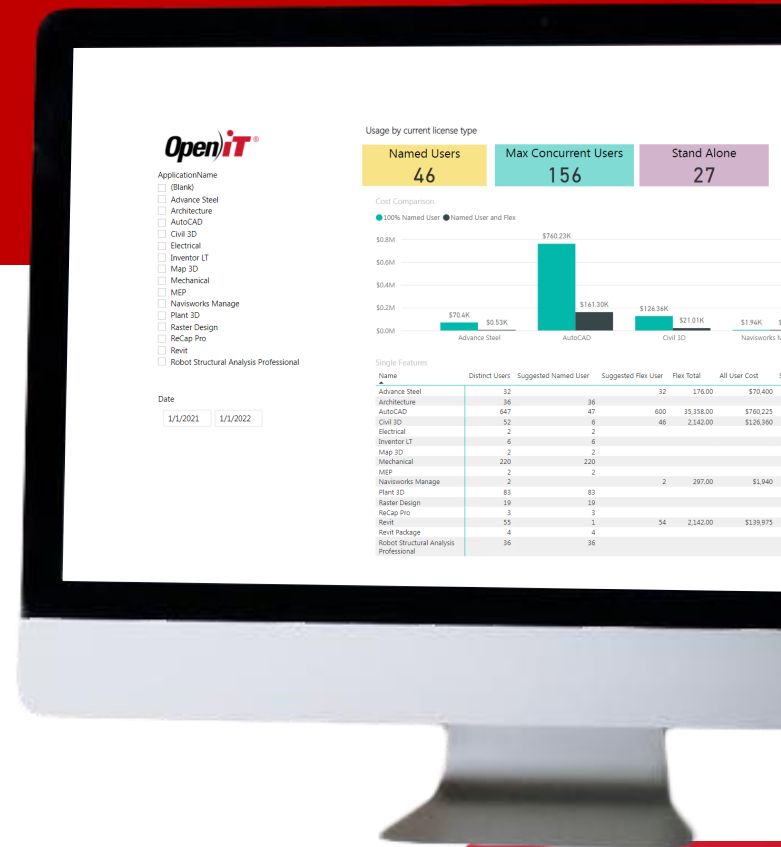 Open iT®
ApplicationName
(Blank)
Advance Steel
Architecture
AutoCAD
Civil 3D
Electrical
Inventor LT
Map 3D
Mechanical
MEP
Navisworks Manage
Plant 3D
Raster Design
ReCap Pro
Revit
Robot Structural Analysis Professional
Date
1/1/2021 1/1/2022
Usage by current license type
Named Users Max Concurrent Users Stand Alone
46 156 27
Cost Comparison
100% Named User Named User and Flex
$0.8M
$0.6M
$0.4M
$0.2M
$0.0M
$70.4K $0.53K $760.23K $161.30K $126.36K $21.01K $1.94K
Advance Steel AutoCAD Civil 3D Navisworks M
Single Features
Name Distinct Users Suggested Named User Suggested Flex User Flex Total All User Cost S
Advance Steel 32 32 176.00 $70,400
Architecture 36 36
AutoCAD 647 47 600 35,358.00 $760,225
Civil 3D 52 6 46 2,142.00 $126,360
Electrical 2 2
Inventor LT 6 6
Map 3D 2 2
Mechanical 220 220
MEP 2 2
Navisworks Manage 2 2 297.00 $1,940
Plant 3D 83 83
Raster Design 19 19
ReCap Pro 3 3
Revit 55 1 54 2,142.00 $139,975
Revit Package 4 4
Robot Structural Analysis 36 36
Professional